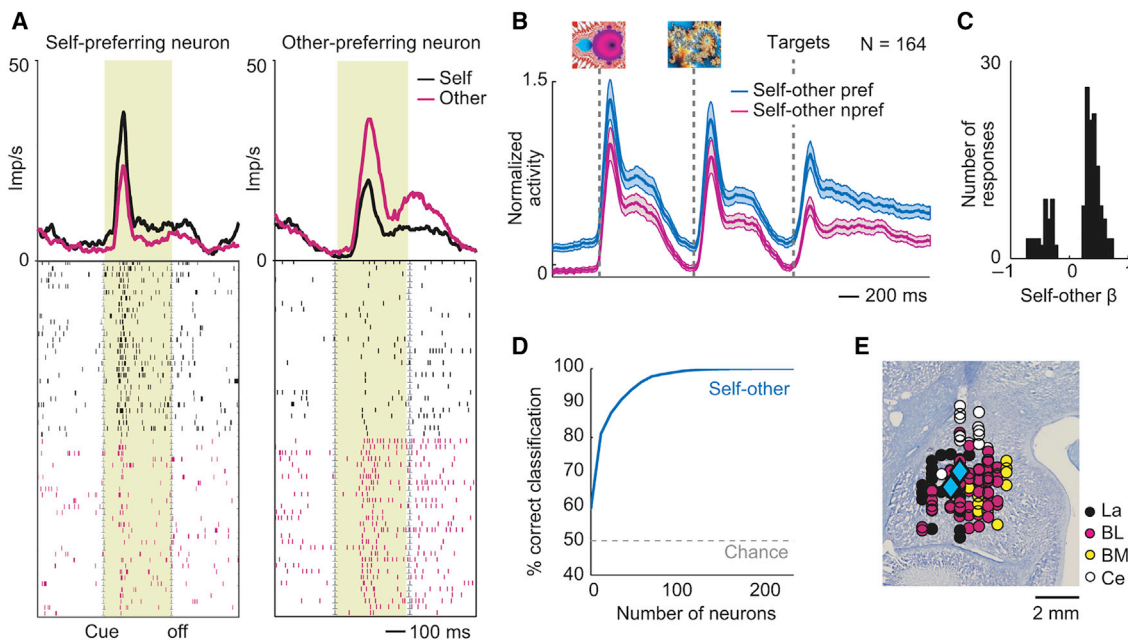 A
Self-preferring neuron
Other-preferring neuron
50
50
Self
Other
Imp/s
Imp/s
0
0
Cue off
100 ms
B
Targets N = 164
1.5
Self-other pref
Self-other npref
Normalized
activity
0
200 ms
C
30
Number of
responses
0
–1 0 1
Self-other β
D
100
90
80
70
60
50
40
% correct classification
Self-other
Chance
0 100 200
Number of neurons
E
La
BL
BM
Ce
2 mm